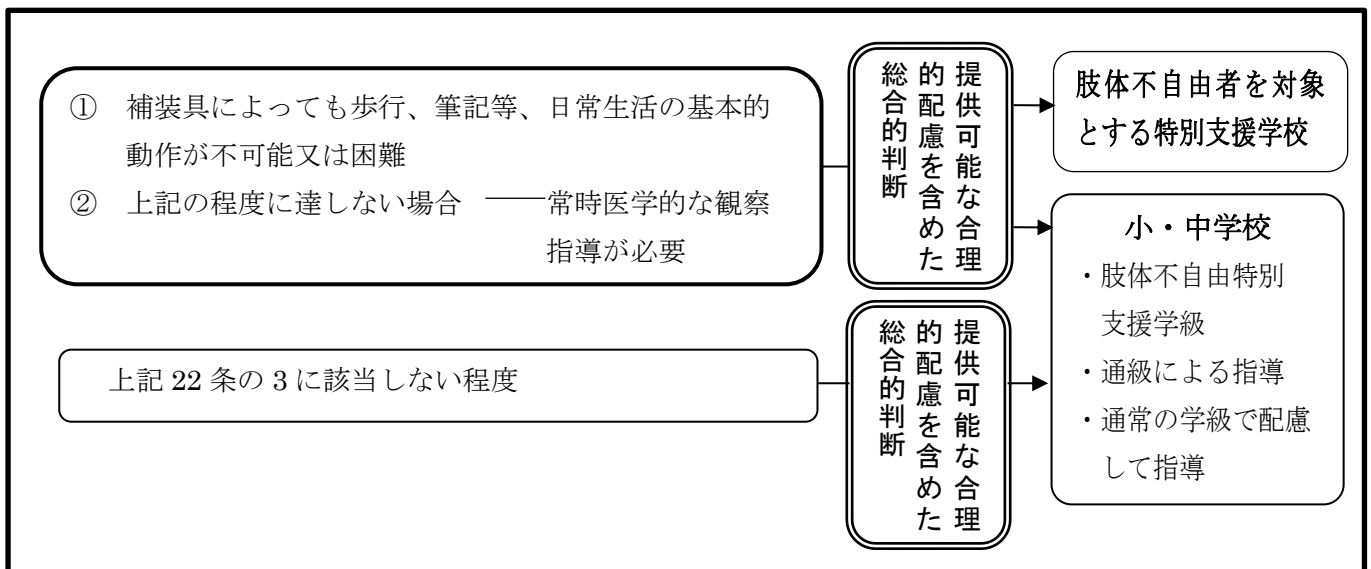 ① 補装具によっても歩行、筆記等、日常生活の基本的
動作が不可能又は困難
② 上記の程度に達しない場合 ――常時医学的な観察
指導が必要
提供可能な合理
的配慮を含めた
総合的判断
肢体不自由者を対象
とする特別支援学校
小・中学校
・肢体不自由特別
支援学級
・通級による指導
・通常の学級で配慮
して指導
上記 22 条の 3 に該当しない程度
提供可能な合理
的配慮を含めた
総合的判断